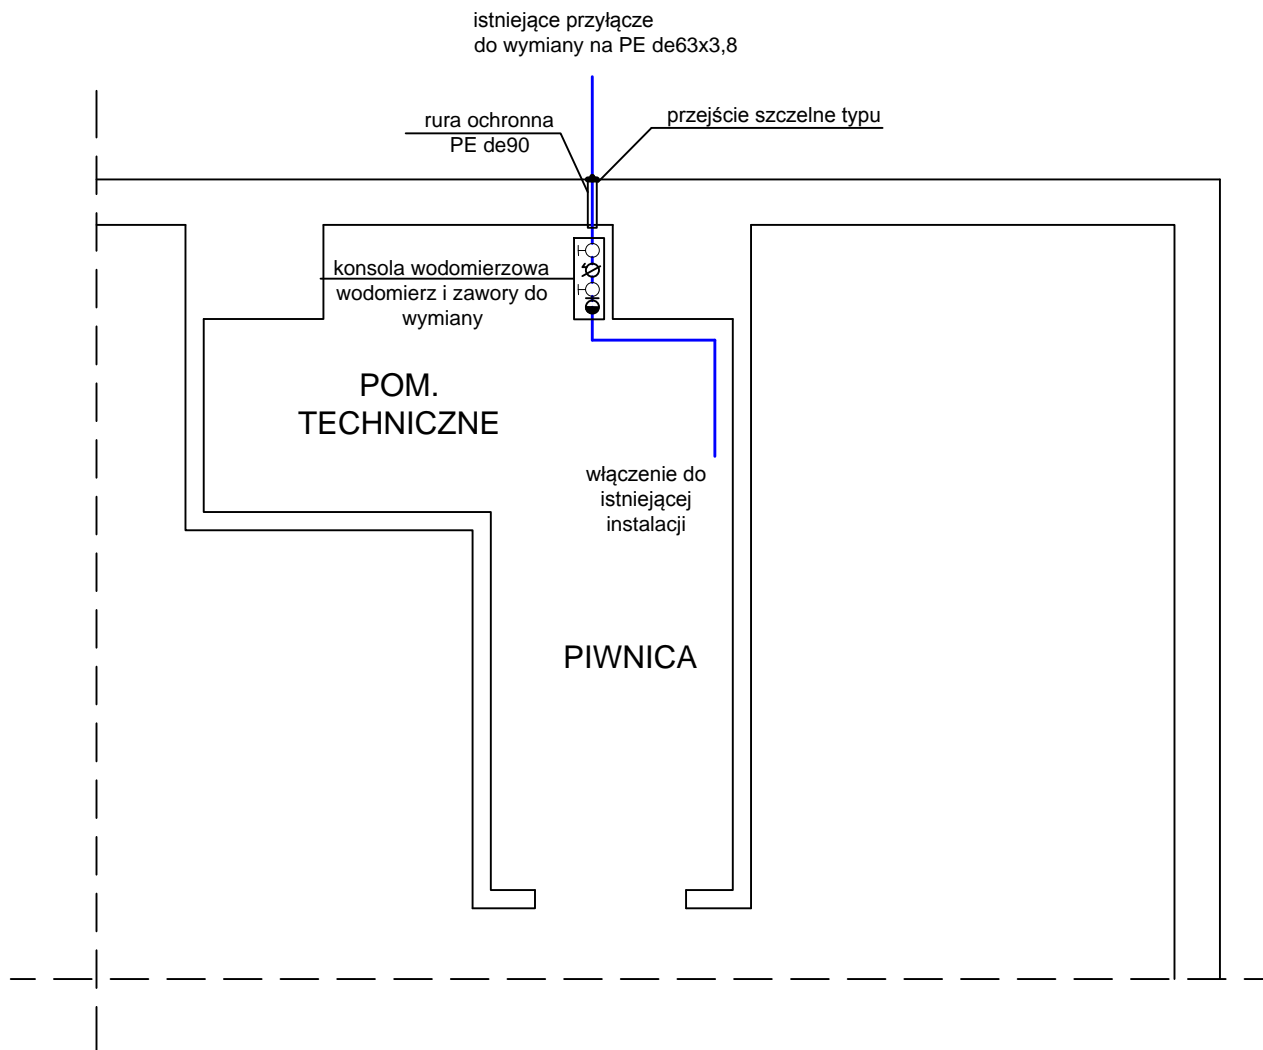 istniejące przyłącze
do wymiany na PE de63x3,8
rura ochronna
PE de90
przejście szczelne typu
konsola wodomierzowa
wodomierz i zawory do
wymiany
POM.
TECHNICZNE
włączenie do
istniejącej
instalacji
PIWNICA